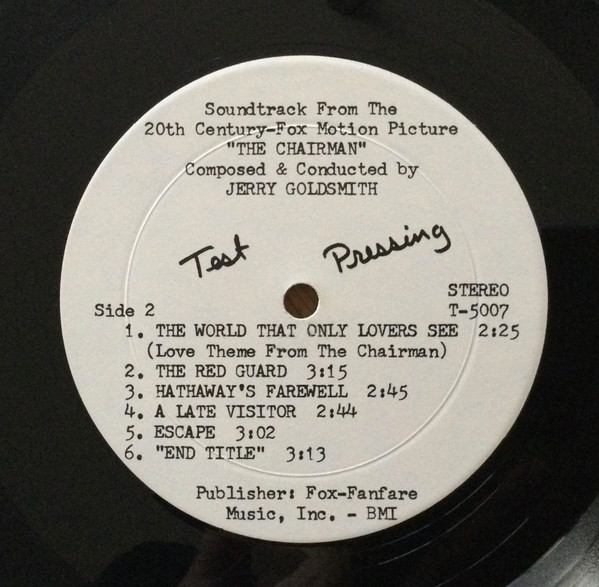 Soundtrack From The
20th Century-Fox Motion Picture
"THE CHAIRMAN"
Composed & Conducted by
JERRY GOLDSMITH
Test Pressing
STEREO
Side 2 T-5007
1. THE WORLD THAT ONLY LOVERS SEE 2:25
(Love Theme From The Chairman)
2. THE RED GUARD 3:15
3. HATHAWAY'S FAREWELL 2:45
4. A LATE VISITOR 2:44
5. ESCAPE 3:02
6. "END TITLE" 3:13
Publisher: Fox-Fanfare
Music, Inc. - BMI